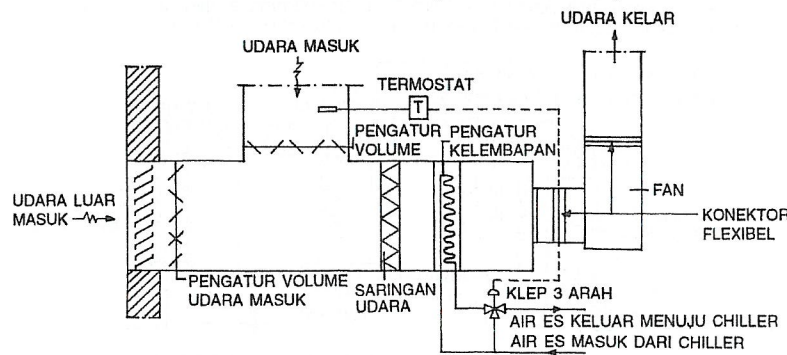 UDARA KELAR
UDARA MASUK
TERMOSTAT
T
PENGATUR
VOLUME
PENGATUR
KELEMBAPAN
UDARA LUAR
MASUK
FAN
KONEKTOR
FLEXIBEL
PENGATUR VOLUME
UDARA MASUK
SARINGAN
UDARA
KLEP 3 ARAH
AIR ES KELUAR MENUJU CHILLER
AIR ES MASUK DARI CHILLER